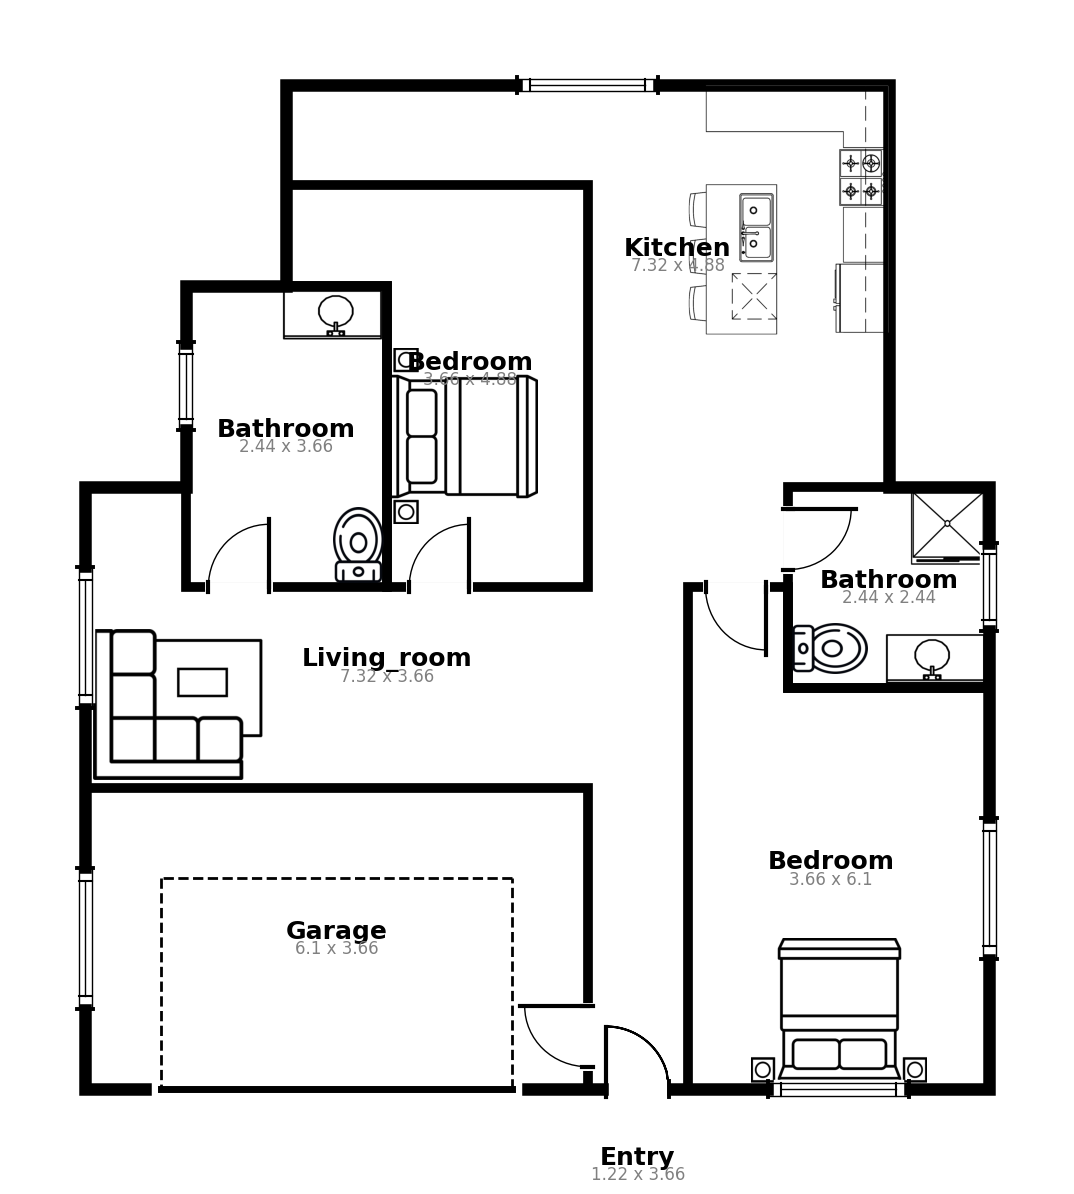 Kitchen
7.32 x 4.88
Bedroom
3.66 x 4.88
Bathroom
2.44 x 3.66
Bathroom
2.44 x 2.44
Living_room
7.32 x 3.66
Bedroom
3.66 x 6.1
Garage
6.1 x 3.66
Entry
1.22 x 3.66